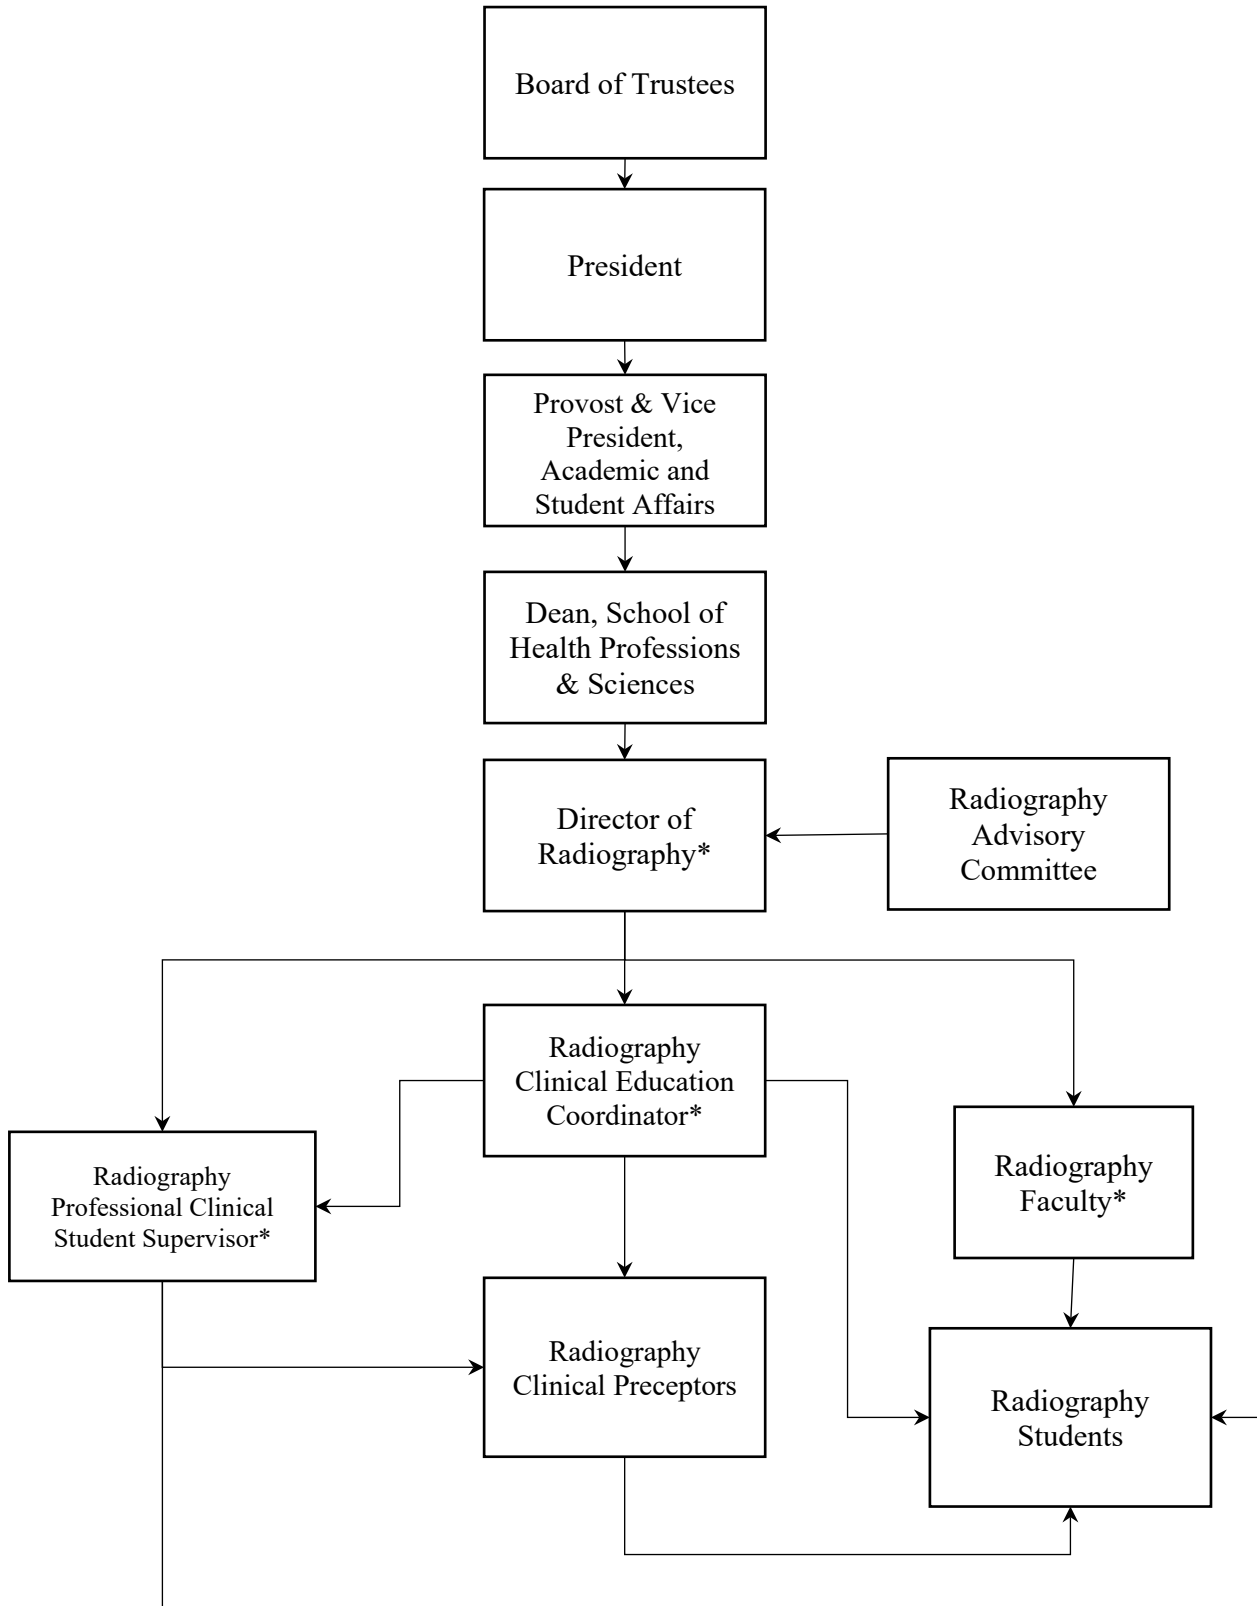 Board of Trustees
President
Provost & Vice
President,
Academic and
Student Affairs
Dean, School of
Health Professions
& Sciences
Director of
Radiography*
Radiography
Advisory
Committee
Radiography
Clinical Education
Coordinator*
Radiography
Professional Clinical
Student Supervisor*
Radiography
Faculty*
Radiography
Clinical Preceptors
Radiography
Students